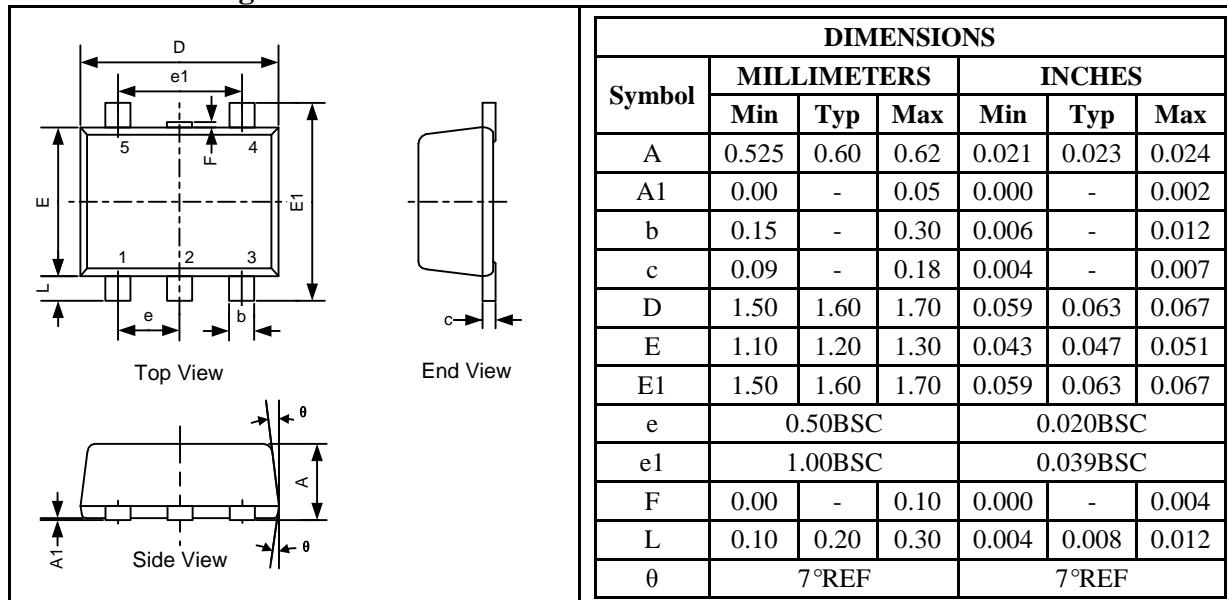 D
e1
5 4
F
E
E1
1 2 3
L
e b
c
Top View
End View
θ
A
A1
Side View
θ
DIMENSIONS
Symbol MILLIMETERS INCHES
Min Typ Max Min Typ Max
A 0.525 0.60 0.62 0.021 0.023 0.024
A1 0.00 - 0.05 0.000 - 0.002
b 0.15 - 0.30 0.006 - 0.012
c 0.09 - 0.18 0.004 - 0.007
D 1.50 1.60 1.70 0.059 0.063 0.067
E 1.10 1.20 1.30 0.043 0.047 0.051
E1 1.50 1.60 1.70 0.059 0.063 0.067
e 0.50BSC 0.020BSC
e1 1.00BSC 0.039BSC
F 0.00 - 0.10 0.000 - 0.004
L 0.10 0.20 0.30 0.004 0.008 0.012
θ 7°REF 7°REF